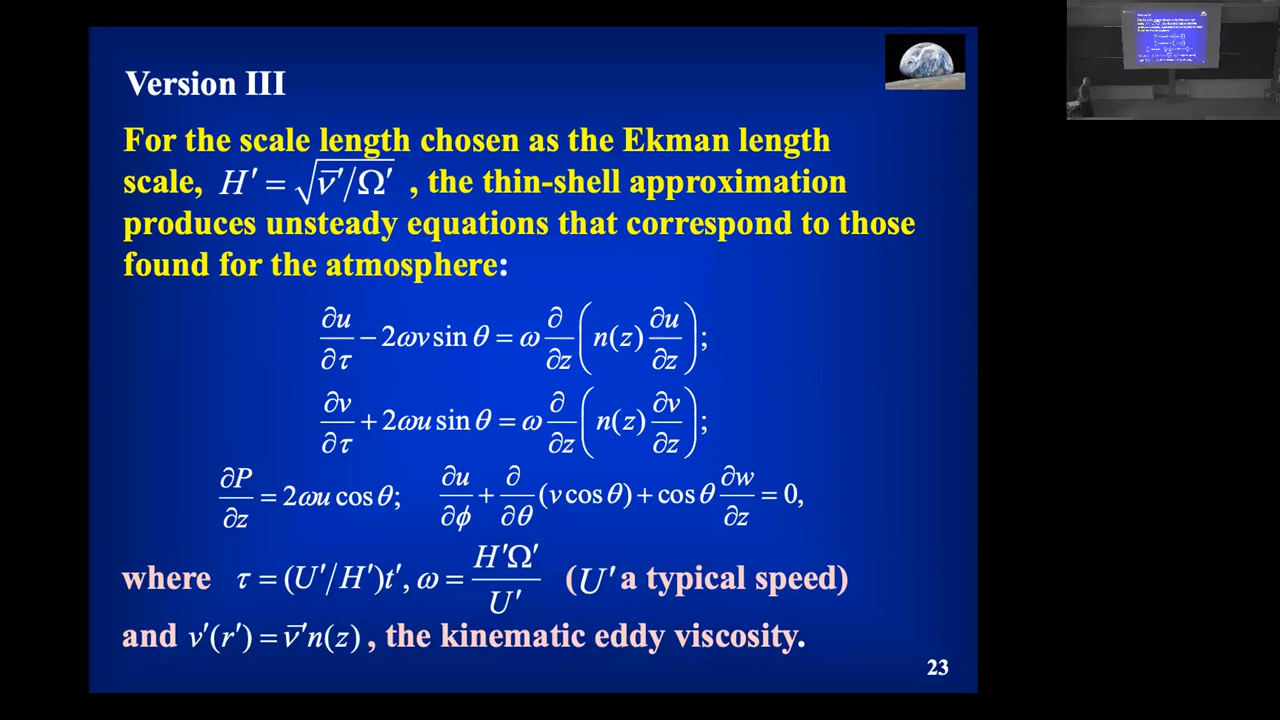 Version III
For the scale length chosen as the Ekman length
scale, H′ = √(ν̅′/Ω′) , the thin-shell approximation
produces unsteady equations that correspond to those
found for the atmosphere:
∂u/∂τ − 2ωv sin θ = ω ∂/∂z (n(z) ∂u/∂z);
∂v/∂τ + 2ωu sin θ = ω ∂/∂z (n(z) ∂v/∂z);
∂P/∂z = 2ωu cos θ; ∂u/∂ϕ + ∂/∂θ (v cos θ) + cos θ ∂w/∂z = 0,
where τ = (U′/H′)t′, ω = H′Ω′/U′ (U′ a typical speed)
and ν′(r′) = ν̅′n(z) , the kinematic eddy viscosity.
23